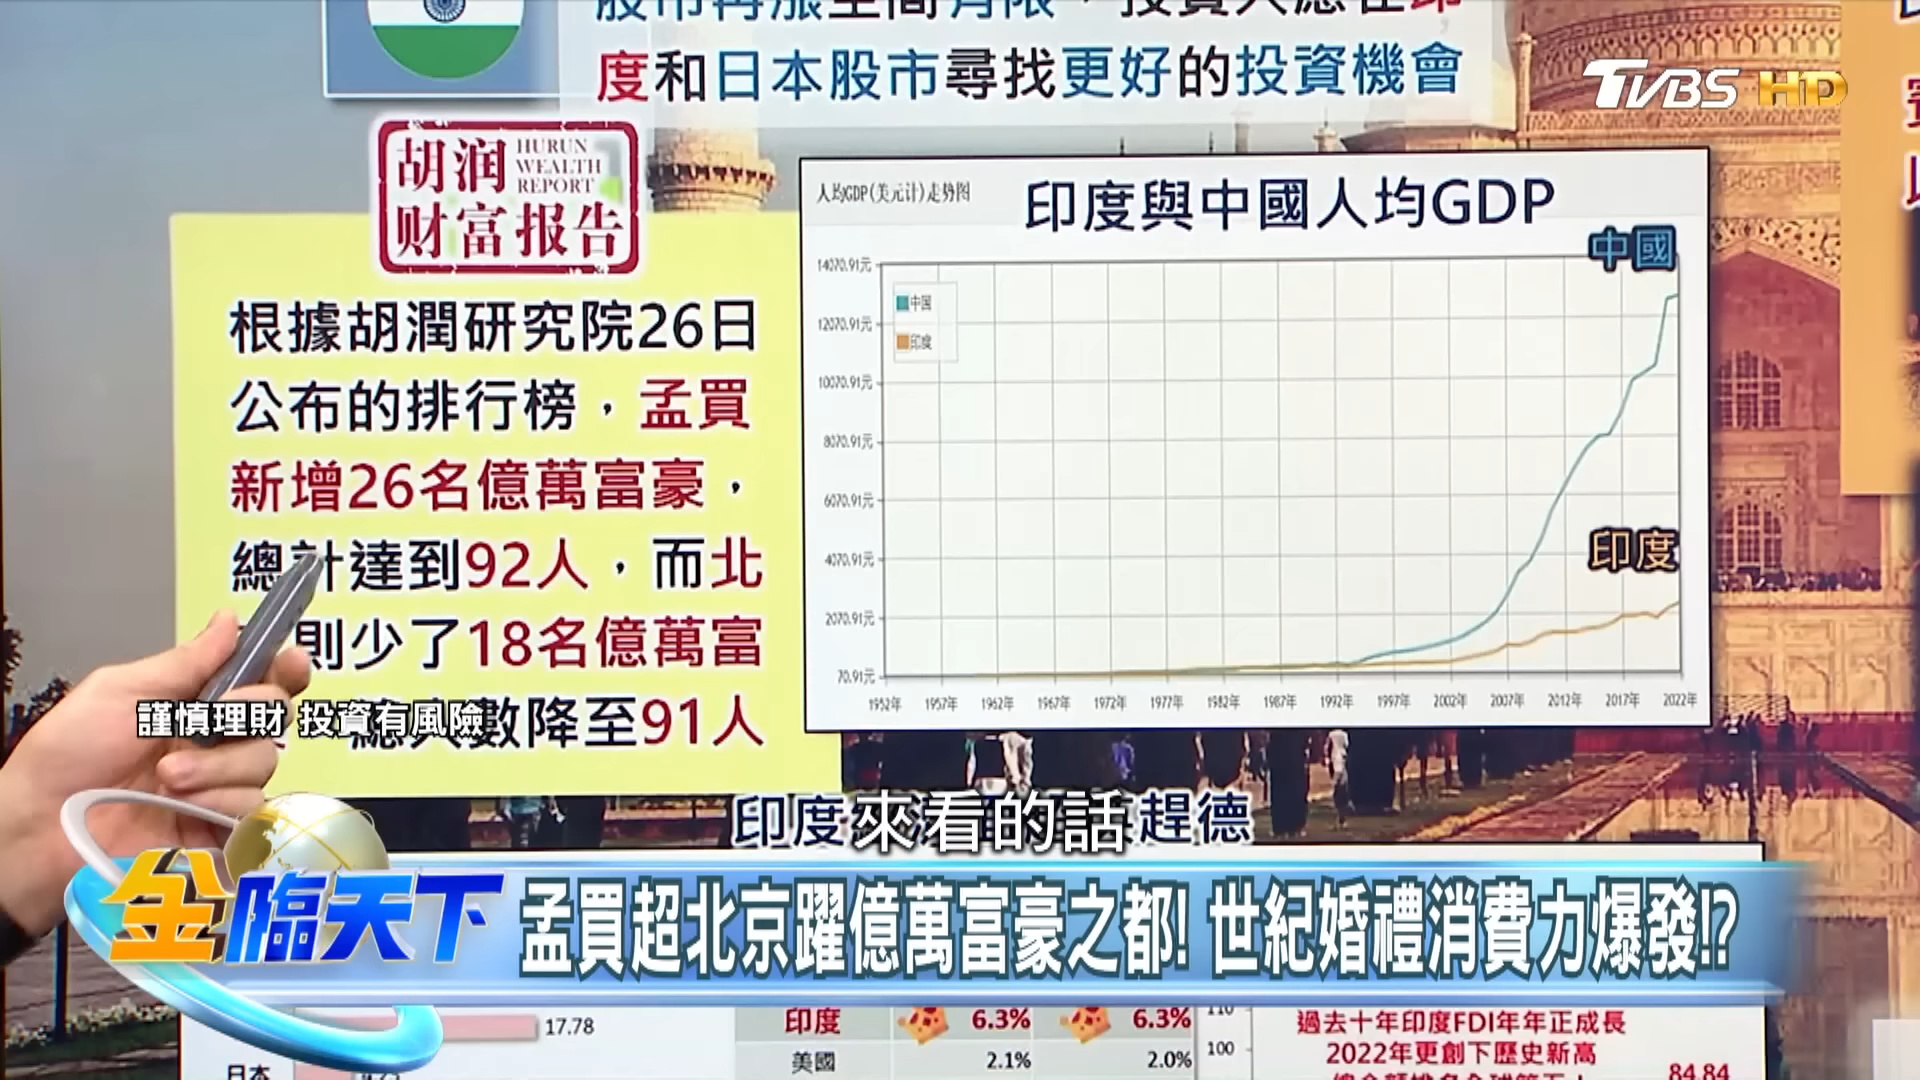 度和日本股市尋找更好的投資機會
TVBS HD
胡润
财富报告
HURUN
WEALTH
REPORT
根據胡潤研究院26日
公布的排行榜，孟買
新增26名億萬富豪，
總計達到92人，而北
則少了18名億萬富
數降至91人
謹慎理財 投資有風險
人均GDP(美元计)走势图
印度與中國人均GDP
中國
14070.91元
12070.91元
10070.91元
8070.91元
6070.91元
4070.91元
2070.91元
70.91元
中国
印度
印度
1952年 1957年 1962年 1967年 1972年 1977年 1982年 1987年 1992年 1997年 2002年 2007年 2012年 2017年 2022年
印度
趕德
來看的話
金臨天下
孟買超北京躍億萬富豪之都! 世紀婚禮消費力爆發!?
17.78
日本
印度 6.3% 6.3%
美國 2.1% 2.0%
110
100
過去十年印度FDI年年正成長
2022年更創下歷史新高
84.84